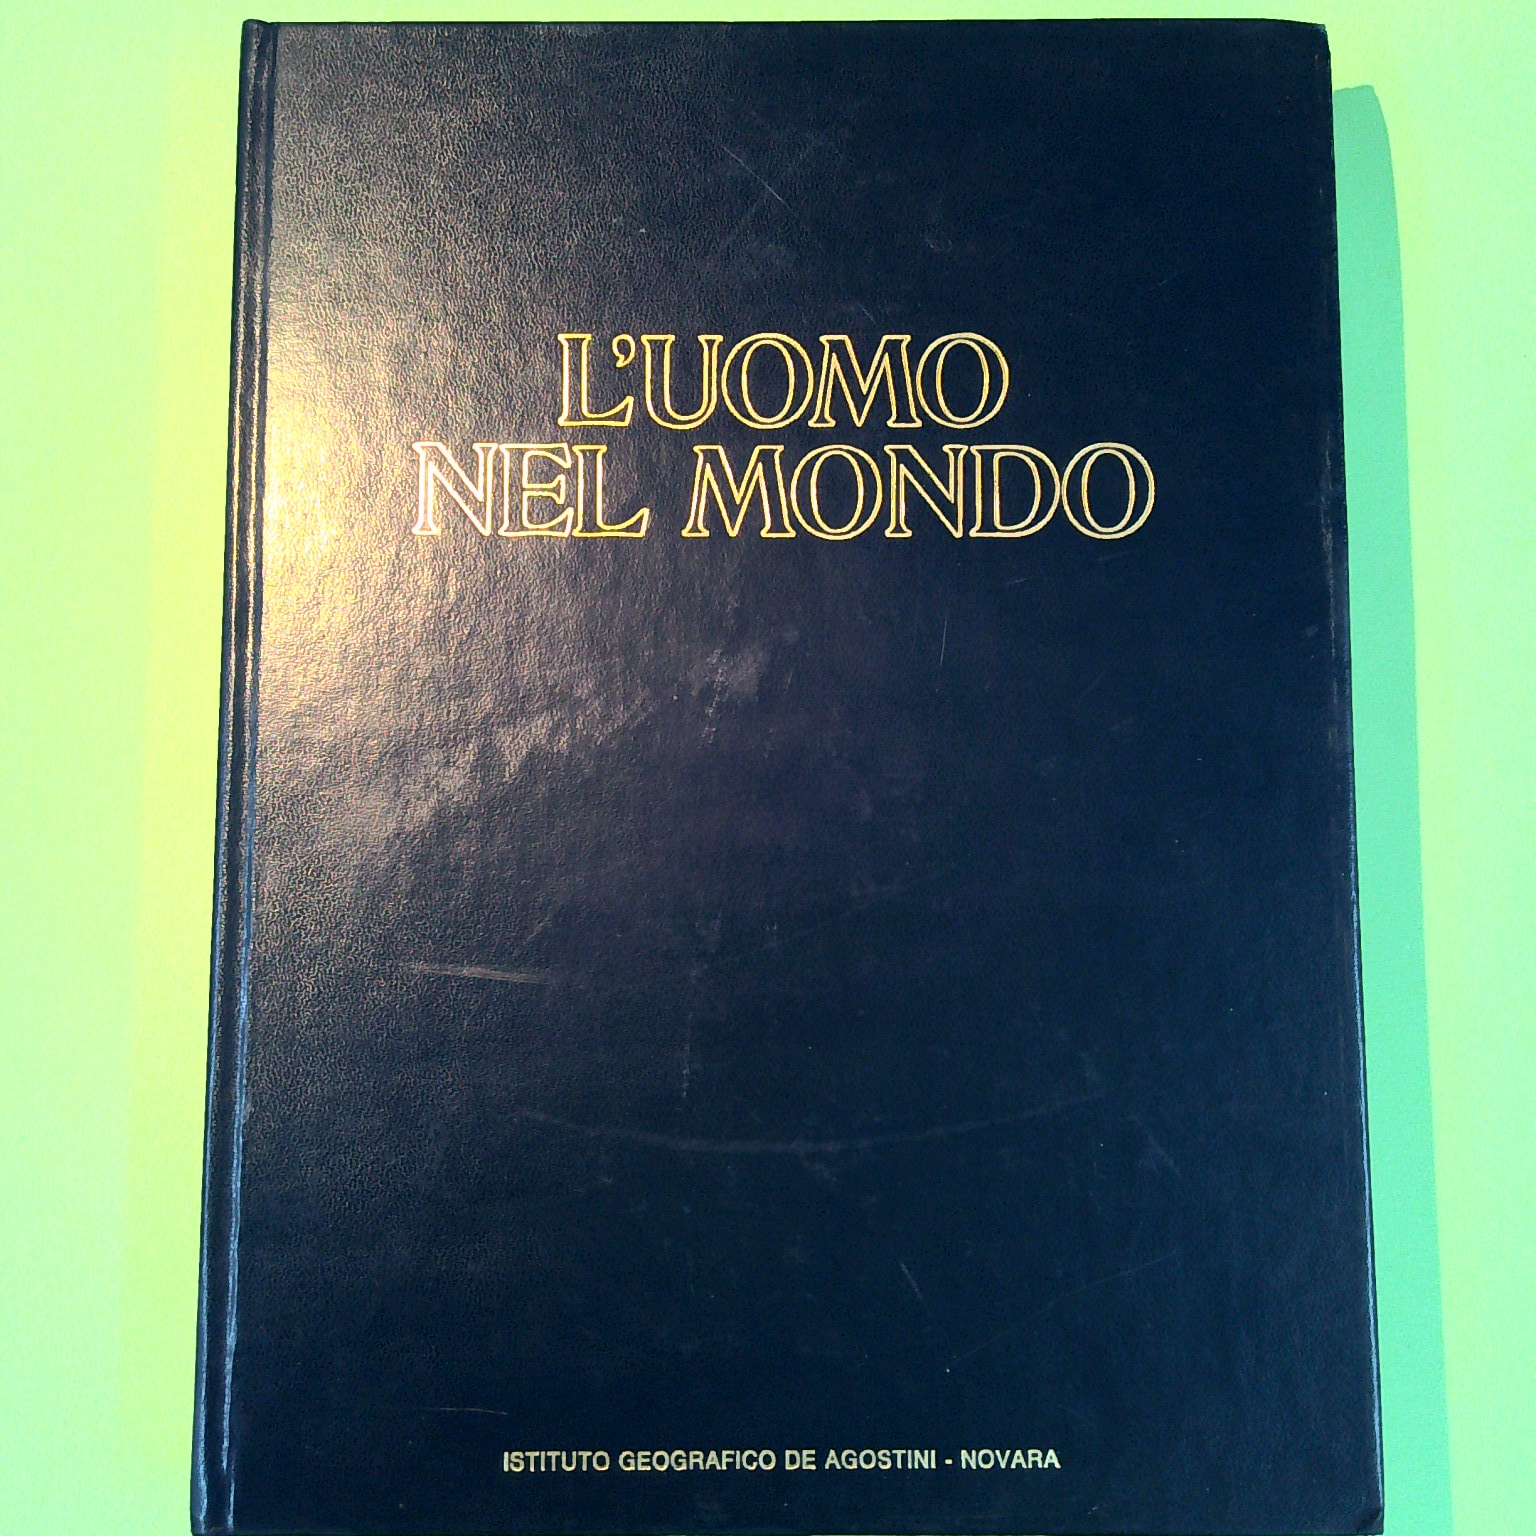 L'UOMO
NEL MONDO
ISTITUTO GEOGRAFICO DE AGOSTINI - NOVARA